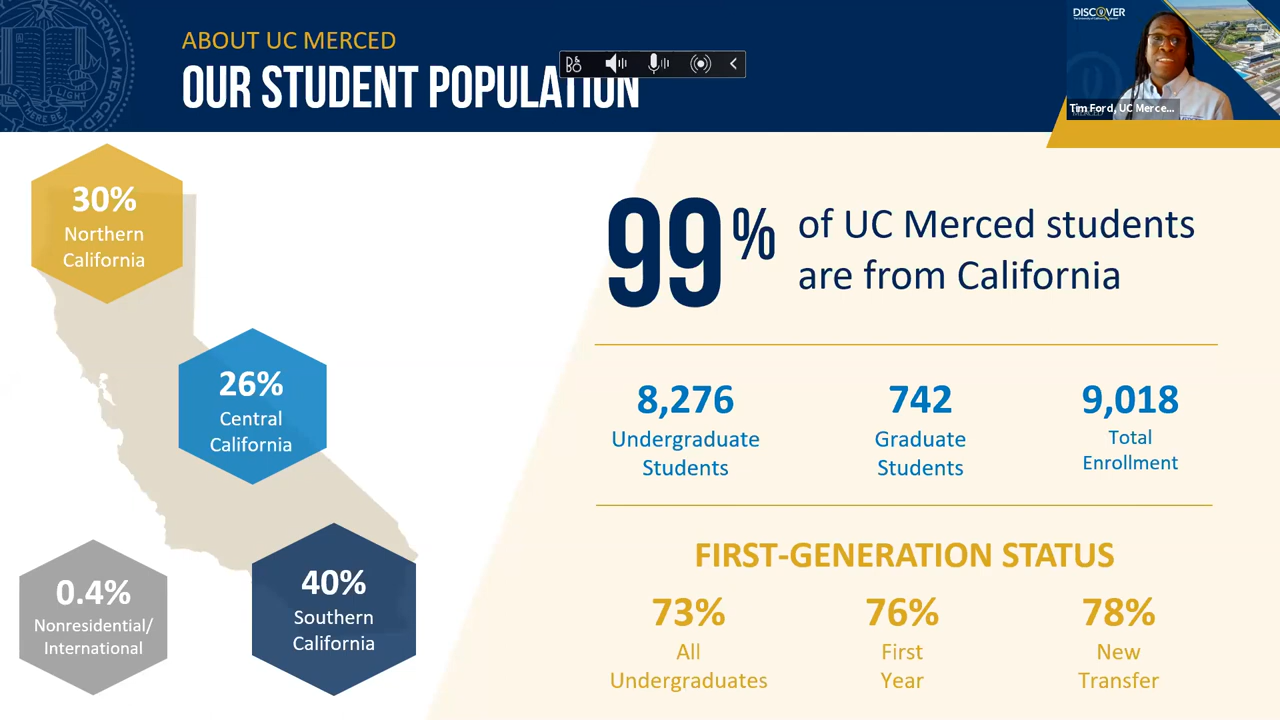 ABOUT UC MERCED
OUR STUDENT POPULATION
DISCOVER
Tim Ford, UC Merce...
30%
Northern
California
26%
Central
California
0.4%
Nonresidential/
International
40%
Southern
California
99%
of UC Merced students
are from California
8,276
Undergraduate
Students
742
Graduate
Students
9,018
Total
Enrollment
FIRST-GENERATION STATUS
73%
All
Undergraduates
76%
First
Year
78%
New
Transfer